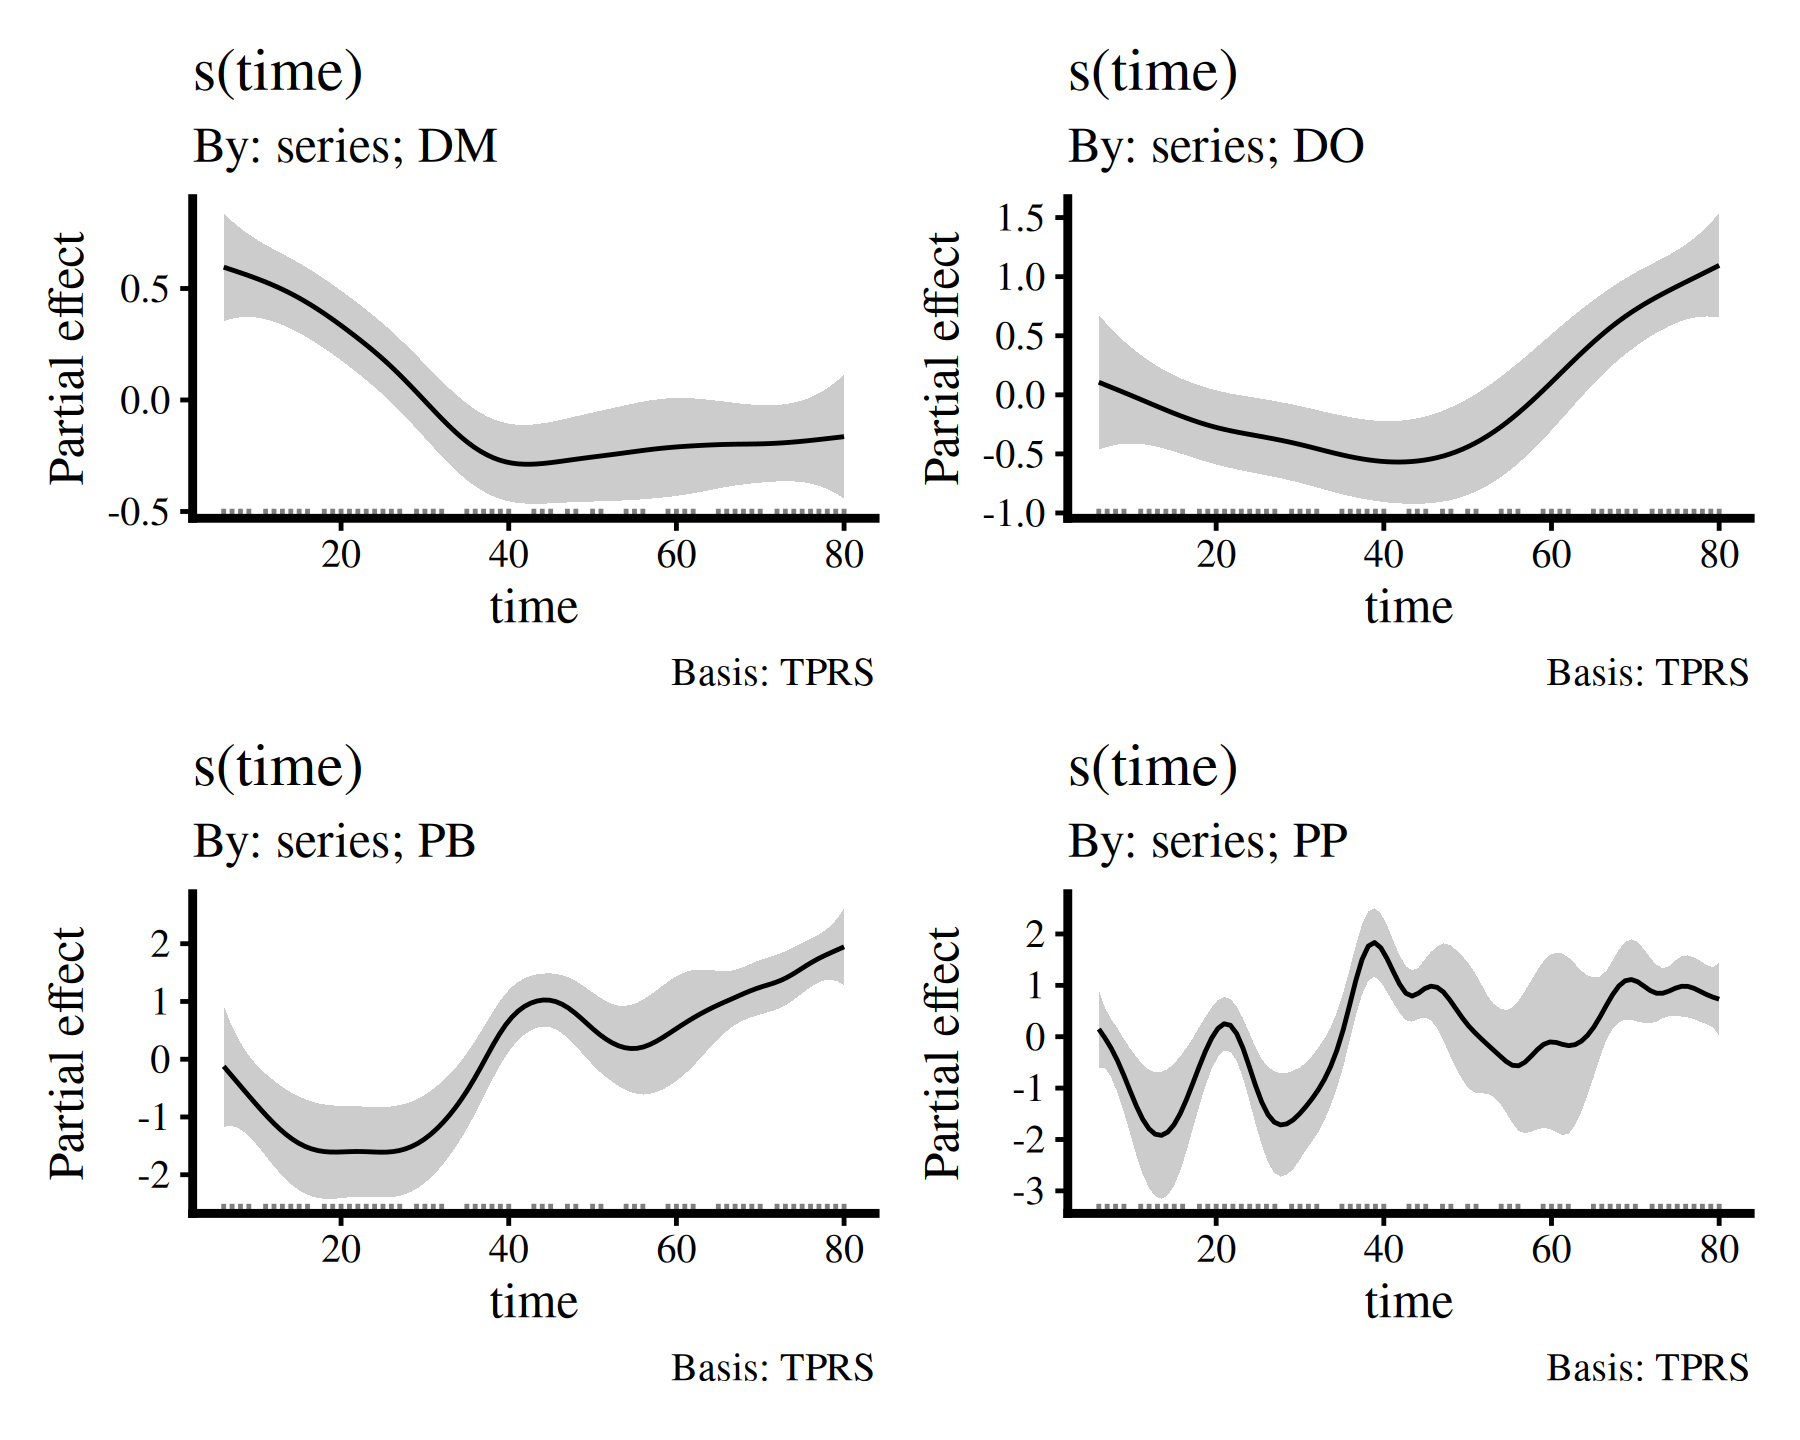 s(time)
By: series; DM
Partial effect
0.5
0.0
-0.5
20 40 60 80
time
Basis: TPRS
s(time)
By: series; DO
Partial effect
1.5
1.0
0.5
0.0
-0.5
-1.0
20 40 60 80
time
Basis: TPRS
s(time)
By: series; PB
Partial effect
2
1
0
-1
-2
20 40 60 80
time
Basis: TPRS
s(time)
By: series; PP
Partial effect
2
1
0
-1
-2
-3
20 40 60 80
time
Basis: TPRS